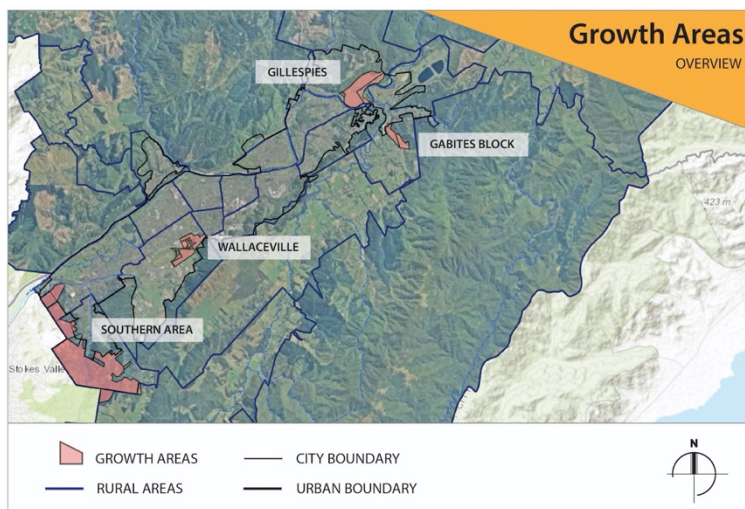 Growth Areas
OVERVIEW
GILLESPIES
GABITES BLOCK
423 m
WALLACEVILLE
SOUTHERN AREA
Stokes Valle
GROWTH AREAS
CITY BOUNDARY
RURAL AREAS
URBAN BOUNDARY
N